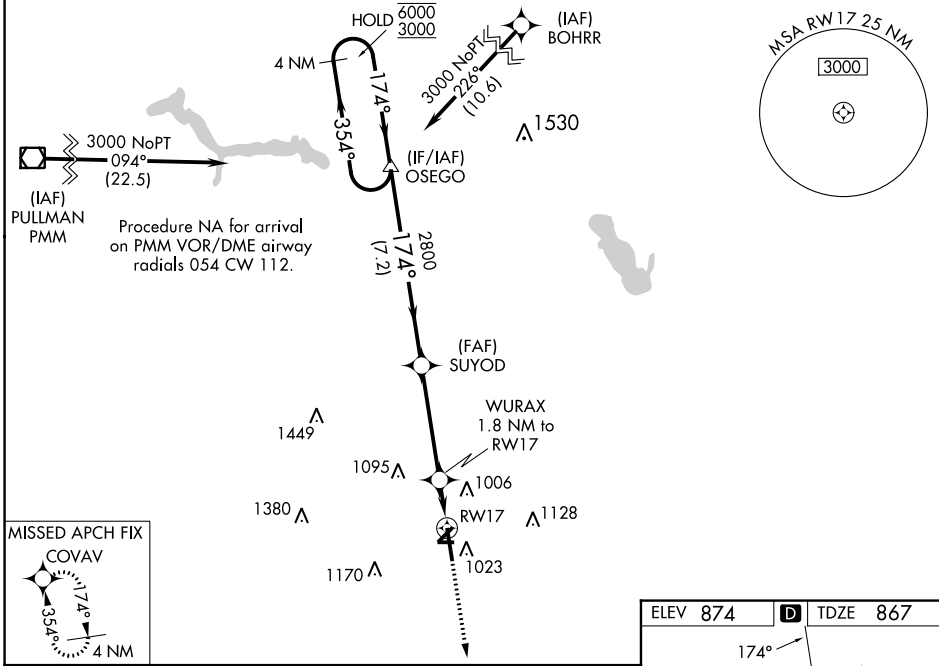 HOLD 6000
3000
(IAF)
BOHRR
MSA RW17 25 NM
3000
4 NM
174°
354°
3000 NoPT
226°
(10.6)
1530
3000 NoPT
094°
(22.5)
(IAF)
PULLMAN
PMM
(IF/IAF)
OSEGO
Procedure NA for arrival
on PMM VOR/DME airway
radials 054 CW 112.
2800
174°
(7.2)
(FAF)
SUYOD
WURAX
1.8 NM to
RW17
1449
1095
1006
1380
RW17
1128
1023
1170
MISSED APCH FIX
COVAV
174°
354°
4 NM
ELEV 874 D TDZE 867
174°